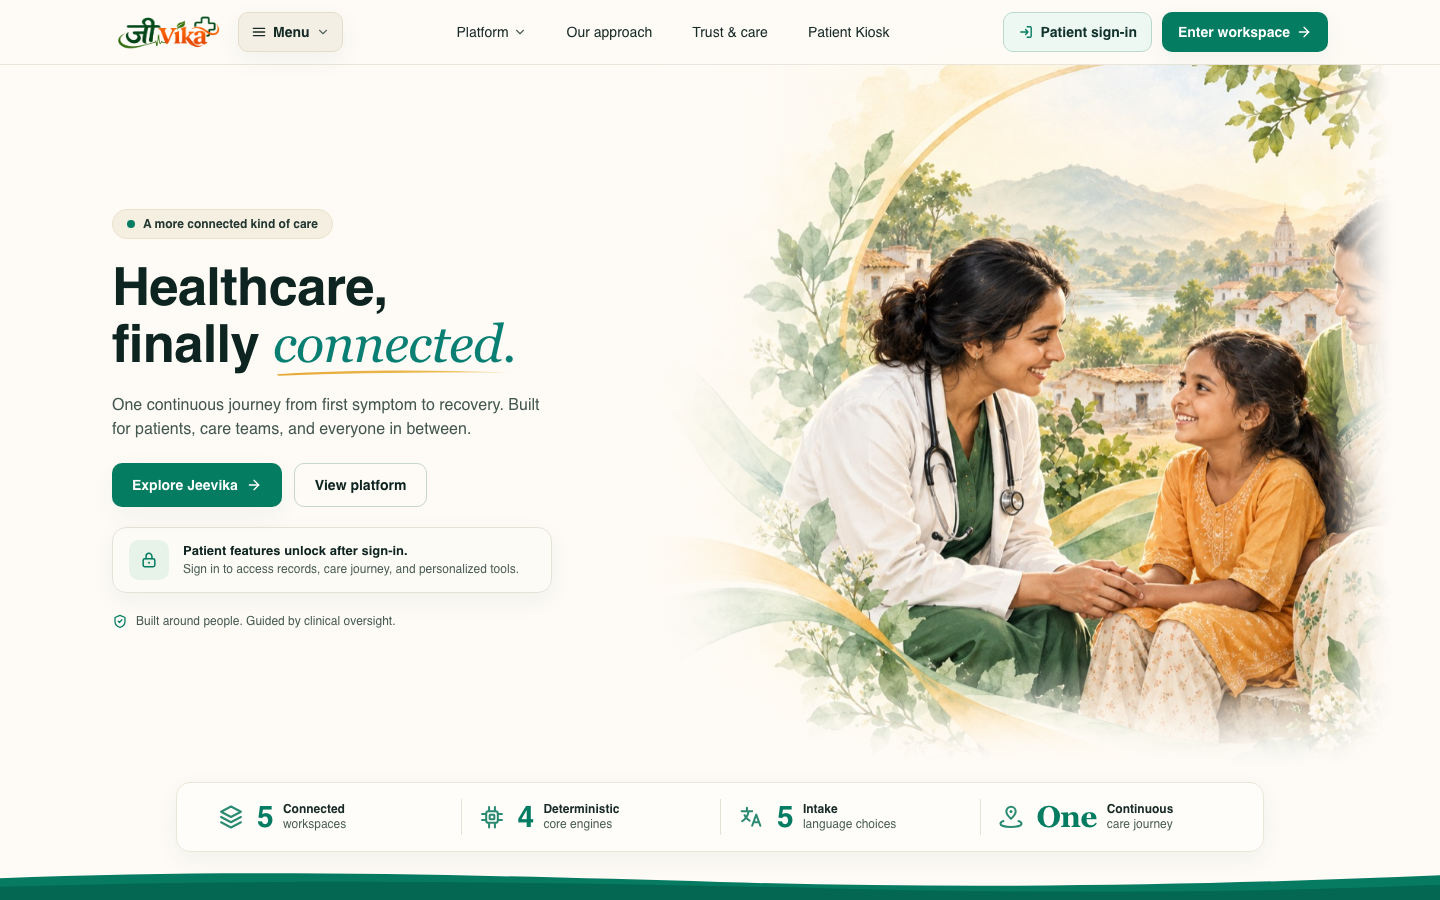 जीvika
Menu
Platform
Our approach
Trust & care
Patient Kiosk
Patient sign-in
Enter workspace
A more connected kind of care
Healthcare,
finally connected.
One continuous journey from first symptom to recovery. Built
for patients, care teams, and everyone in between.
Explore Jeevika
View platform
Patient features unlock after sign-in.
Sign in to access records, care journey, and personalized tools.
Built around people. Guided by clinical oversight.
5 Connected
workspaces
4 Deterministic
core engines
5 Intake
language choices
One Continuous
care journey